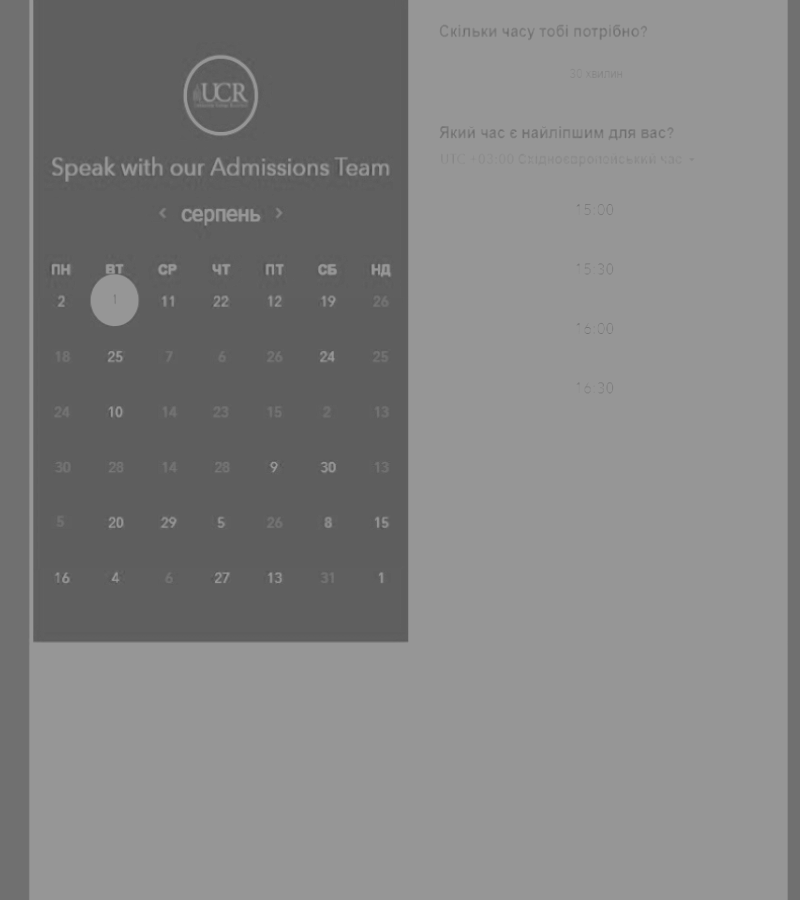 UCR
Speak with our Admissions Team
‹ серпень ›
ПН ВТ СР ЧТ ПТ СБ НД
2 1 11 22 12 19 26
18 25 7 6 26 24 25
24 10 14 23 15 2 13
30 28 14 28 9 30 13
5 20 29 5 26 8 15
16 4 6 27 13 31 1
Скільки часу тобі потрібно?
30 хвилин
Який час є найліпшим для вас?
UTC +03:00 Східноєвропейський час
15:00
15:30
16:00
16:30